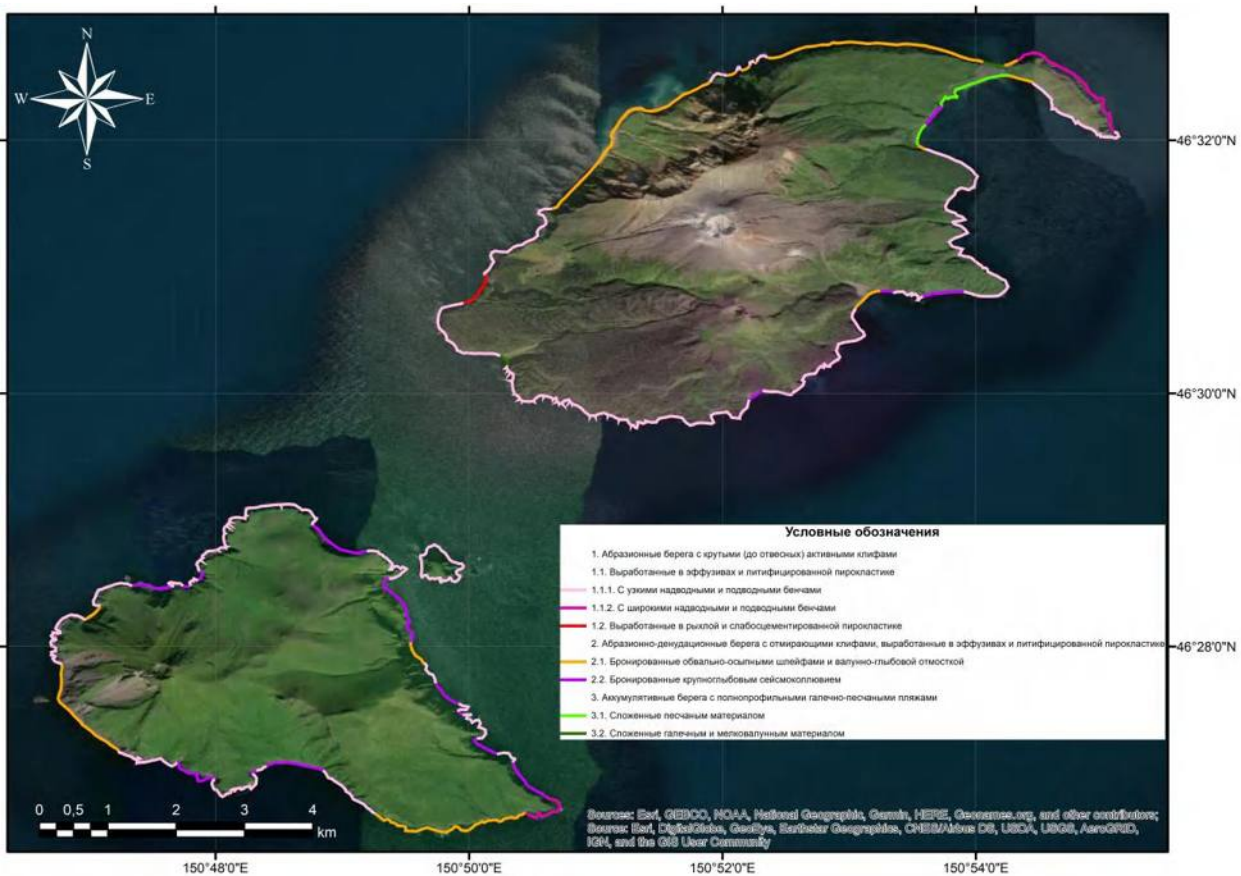 N
W
E
S
46°32'0"N
46°30'0"N
Условные обозначения
1. Абразионные берега с крутыми (до отвесных) активными клифами
1.1. Выработанные в эффузивах и литифицированной пирокластике
1.1.1. С узкими надводными и подводными бенчами
1.1.2. С широкими надводными и подводными бенчами
1.2. Выработанные в рыхлой и слабосцементированной пирокластике
2. Абразионно-денудационные берега с отмирающими клифами, выработанные в эффузивах и литифицированной пирокластике
46°28'0"N
2.1. Бронированные обвально-осыпными шлейфами и валунно-глыбовой отмосткой
2.2. Бронированные крупноглыбовым сейсмоколлювием
3. Аккумулятивные берега с полнопрофильными галечно-песчаными пляжами
3.1. Сложенные песчаным материалом
3.2. Сложенные галечным и мелковалунным материалом
0 0,5 1 2 3 4
km
Sources: Esri, GEBCO, NOAA, National Geographic, Garmin, HERE, Geonames.org, and other contributors;
Source: Esri, DigitalGlobe, GeoEye, Earthstar Geographics, CNES/Airbus DS, USDA, USGS, AeroGRID,
IGN, and the GIS User Community
150°48'0"E 150°50'0"E 150°52'0"E 150°54'0"E